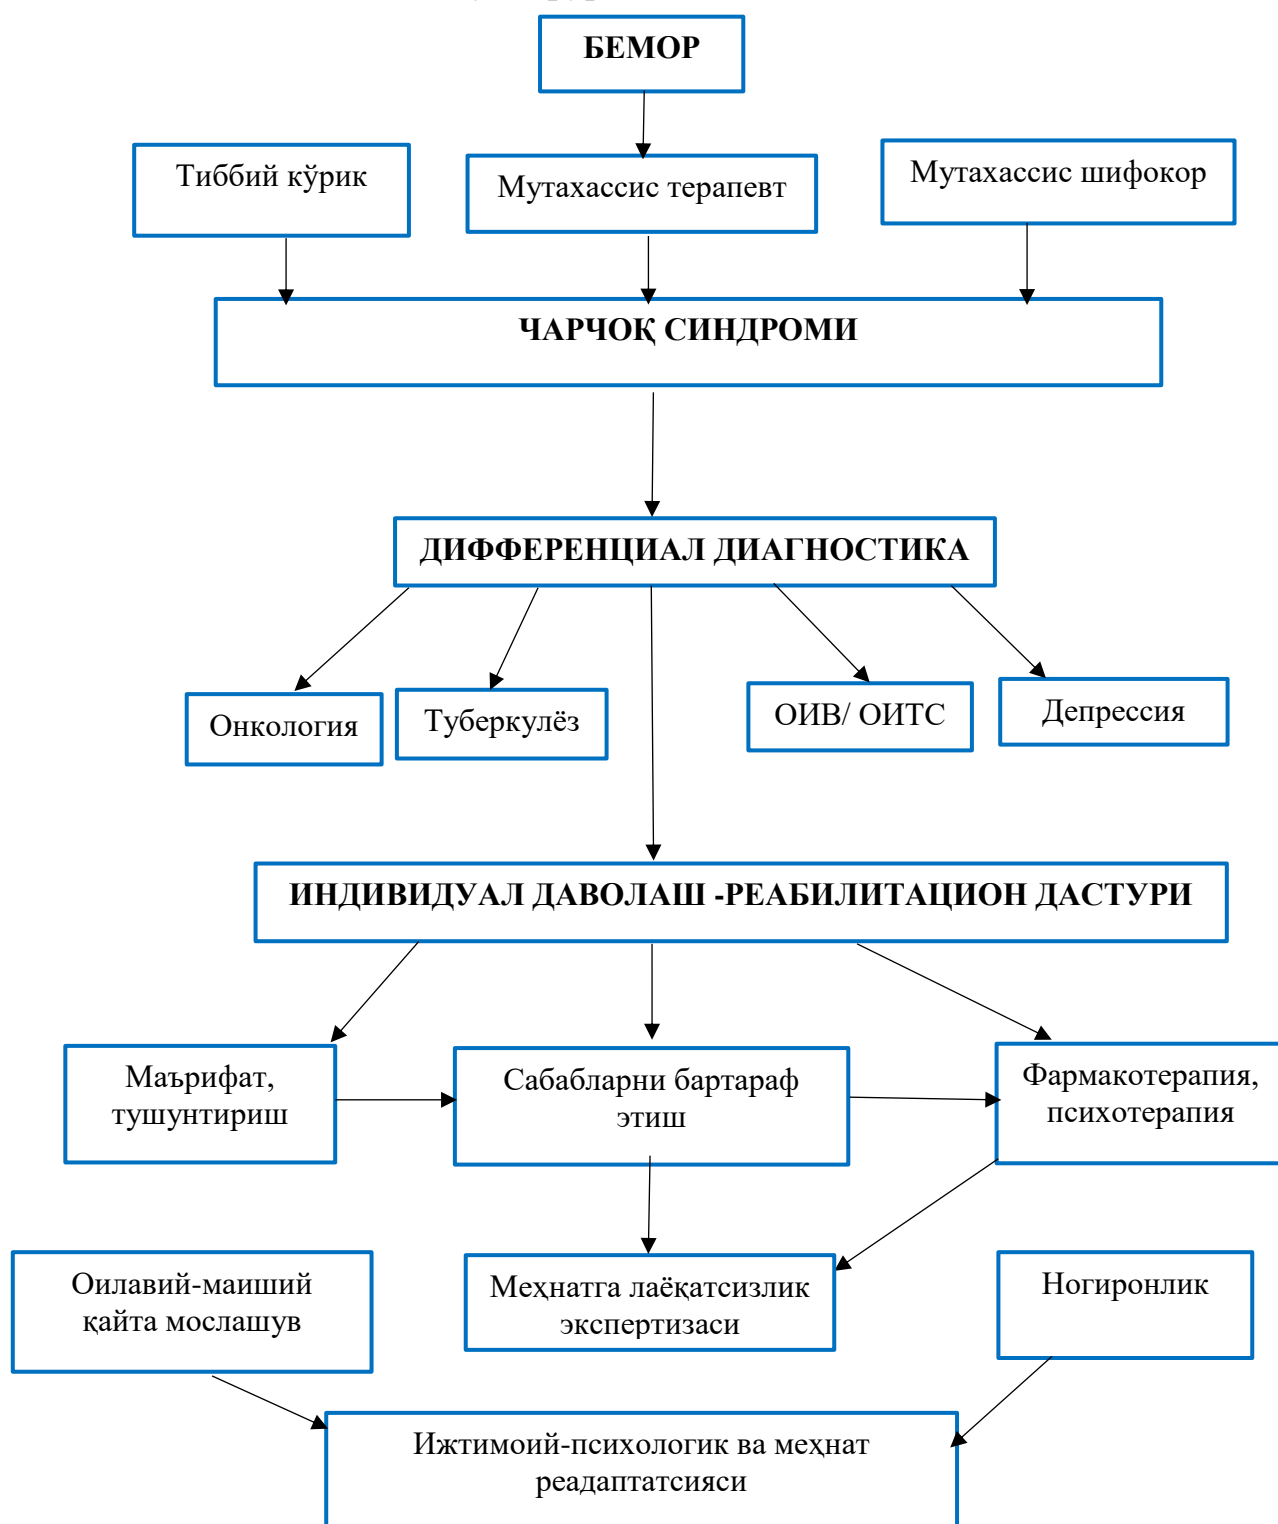 БЕМОР
Тиббий кўрик
Мутахассис терапевт
Мутахассис шифокор
ЧАРЧОҚ СИНДРОМИ
ДИФФЕРЕНЦИАЛ ДИАГНОСТИКА
Онкология
Туберкулёз
ОИВ/ ОИТС
Депрессия
ИНДИВИДУАЛ ДАВОЛАШ -РЕАБИЛИТАЦИОН ДАСТУРИ
Маърифат,
тушунтириш
Сабабларни бартараф
этиш
Фармакотерапия,
психотерапия
Оилавий-маиший
қайта мослашув
Меҳнатга лаёқатсизлик
экспертизаси
Ногиронлик
Ижтимоий-психологик ва меҳнат
реадаптатсияси